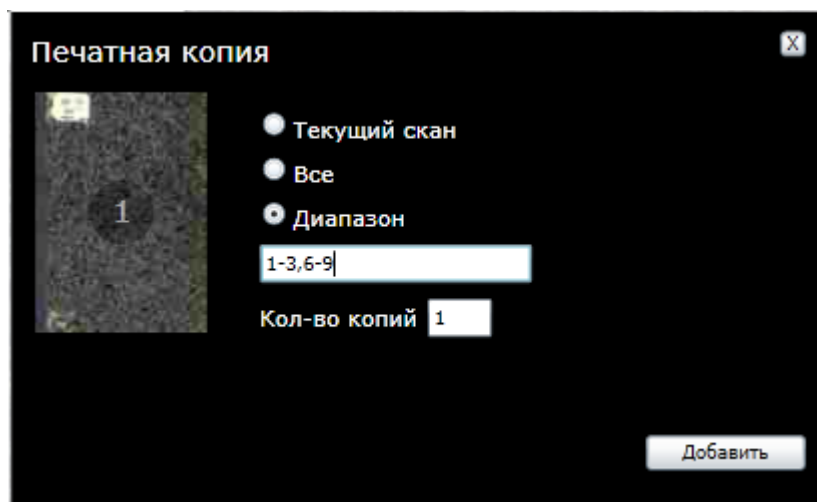 Печатная копия
X
1
Текущий скан
Все
Диапазон
1-3,6-9
Кол-во копий 1
Добавить